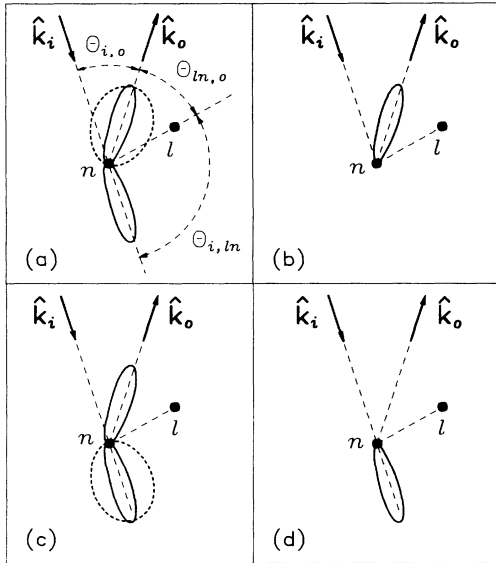 k̂ᵢ Θᵢ,ₒ k̂ₒ
Θₗₙ,ₒ
n l
Θᵢ,ₗₙ
(a)
k̂ᵢ k̂ₒ
n l
(b)
k̂ᵢ k̂ₒ
n l
(c)
k̂ᵢ k̂ₒ
n l
(d)